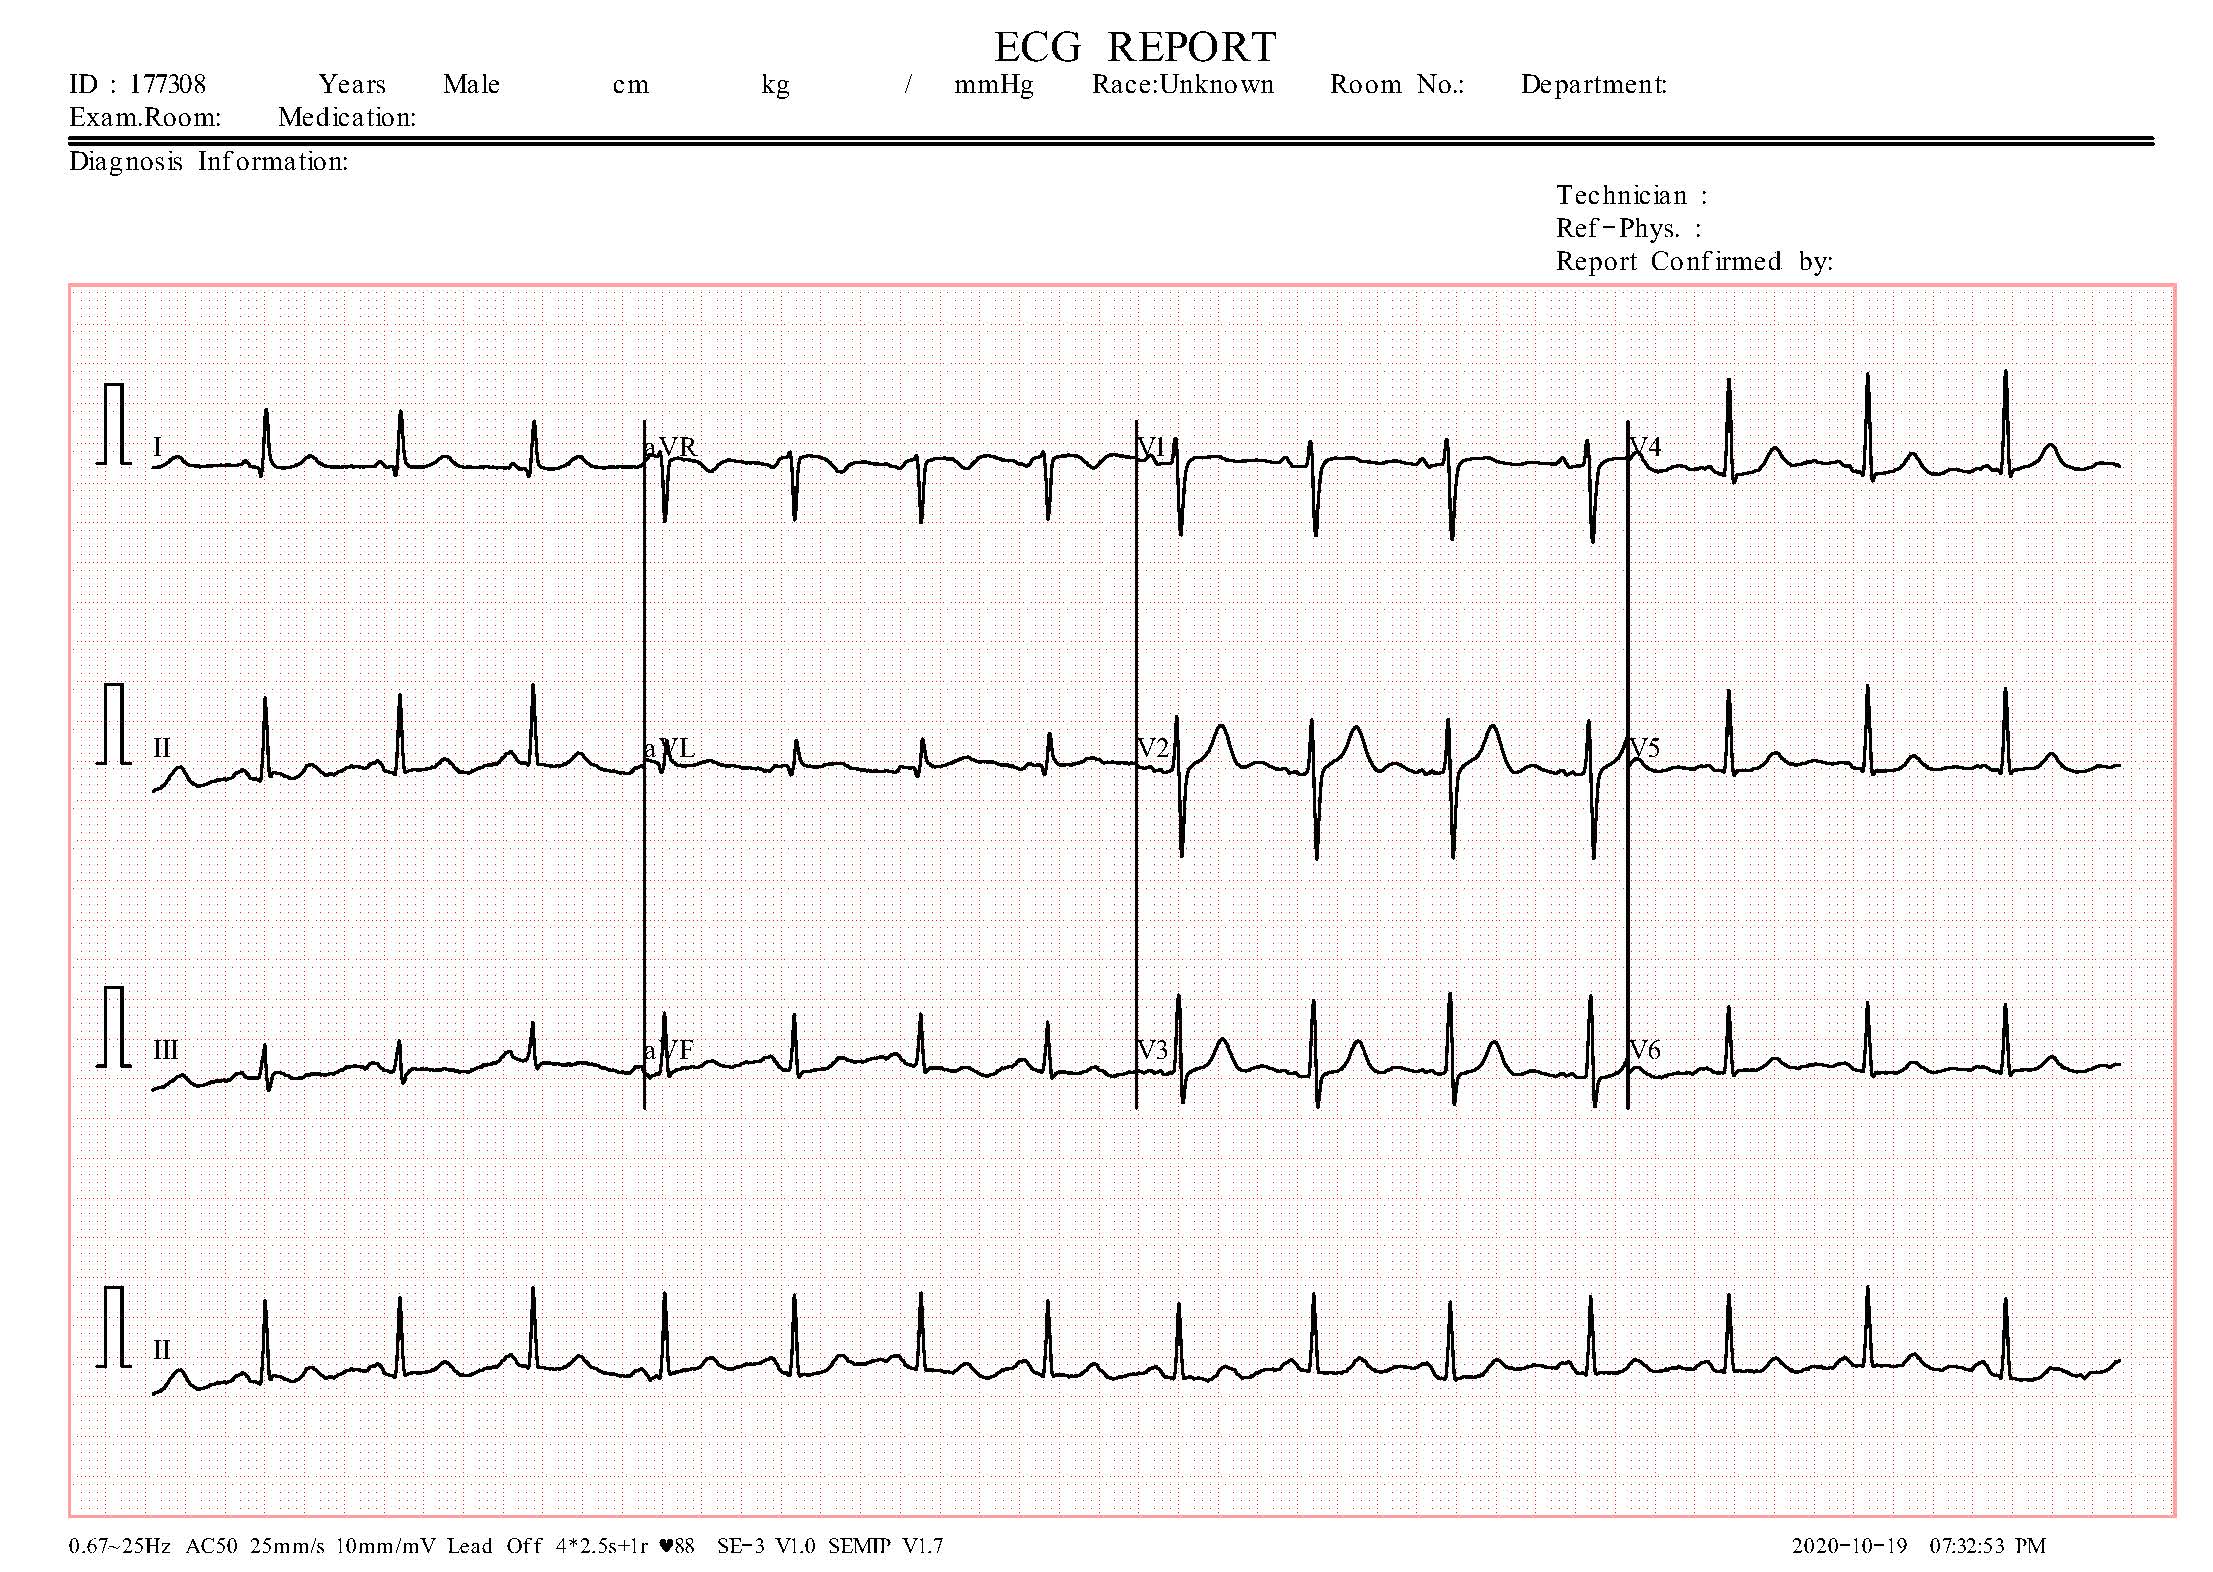 ECG REPORT
ID : 177308 Years Male cm kg / mmHg Race:Unknown Room No.: Department:
Exam.Room: Medication:
Diagnosis Information:
Technician :
Ref-Phys. :
Report Confirmed by:
I aVR V1 V4
II aVL V2 V5
III aVF V3 V6
II
0.67~25Hz AC50 25mm/s 10mm/mV Lead Off 4*2.5s+1r ♥88 SE-3 V1.0 SEMIP V1.7 2020-10-19 07:32:53 PM